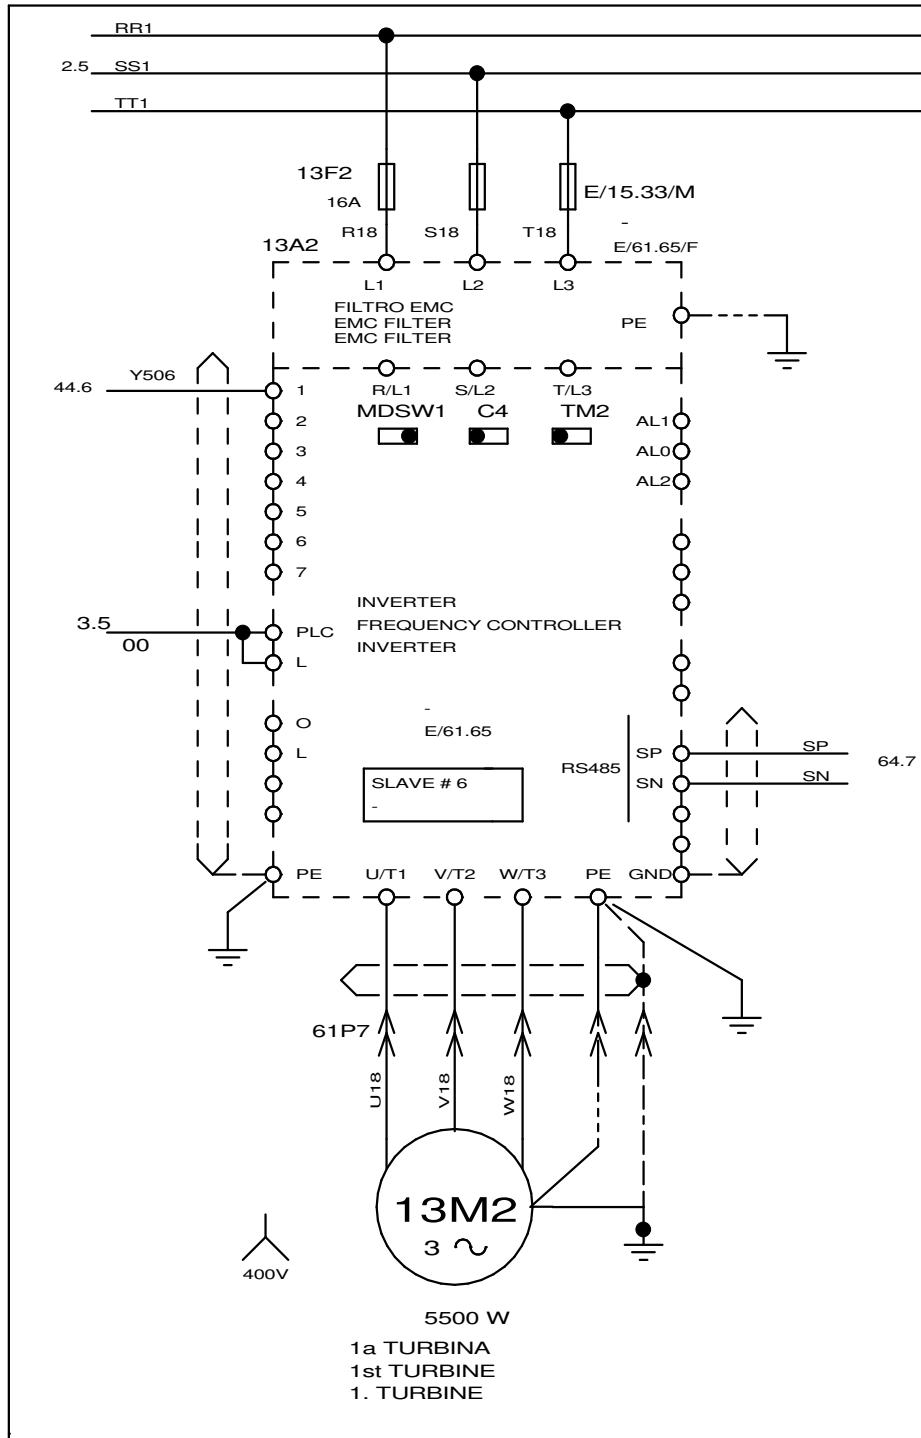 RR1
2.5 SS1
TT1
13F2
16A
E/15.33/M
R18 S18 T18
-
E/61.65/F
13A2
L1 L2 L3
FILTRO EMC
EMC FILTER
EMC FILTER
PE
44.6 Y506
1 R/L1 S/L2 T/L3
MDSW1 C4 TM2
2 AL1
3 AL0
4 AL2
5
6
7
INVERTER
3.5 PLC FREQUENCY CONTROLLER
00 INVERTER
L
O
-
E/61.65
L
RS485 SP SP
64.7
SLAVE # 6
-
SN SN
PE U/T1 V/T2 W/T3 PE GND
61P7
U18 V18 W18
13M2
3
400V
5500 W
1a TURBINA
1st TURBINE
1. TURBINE